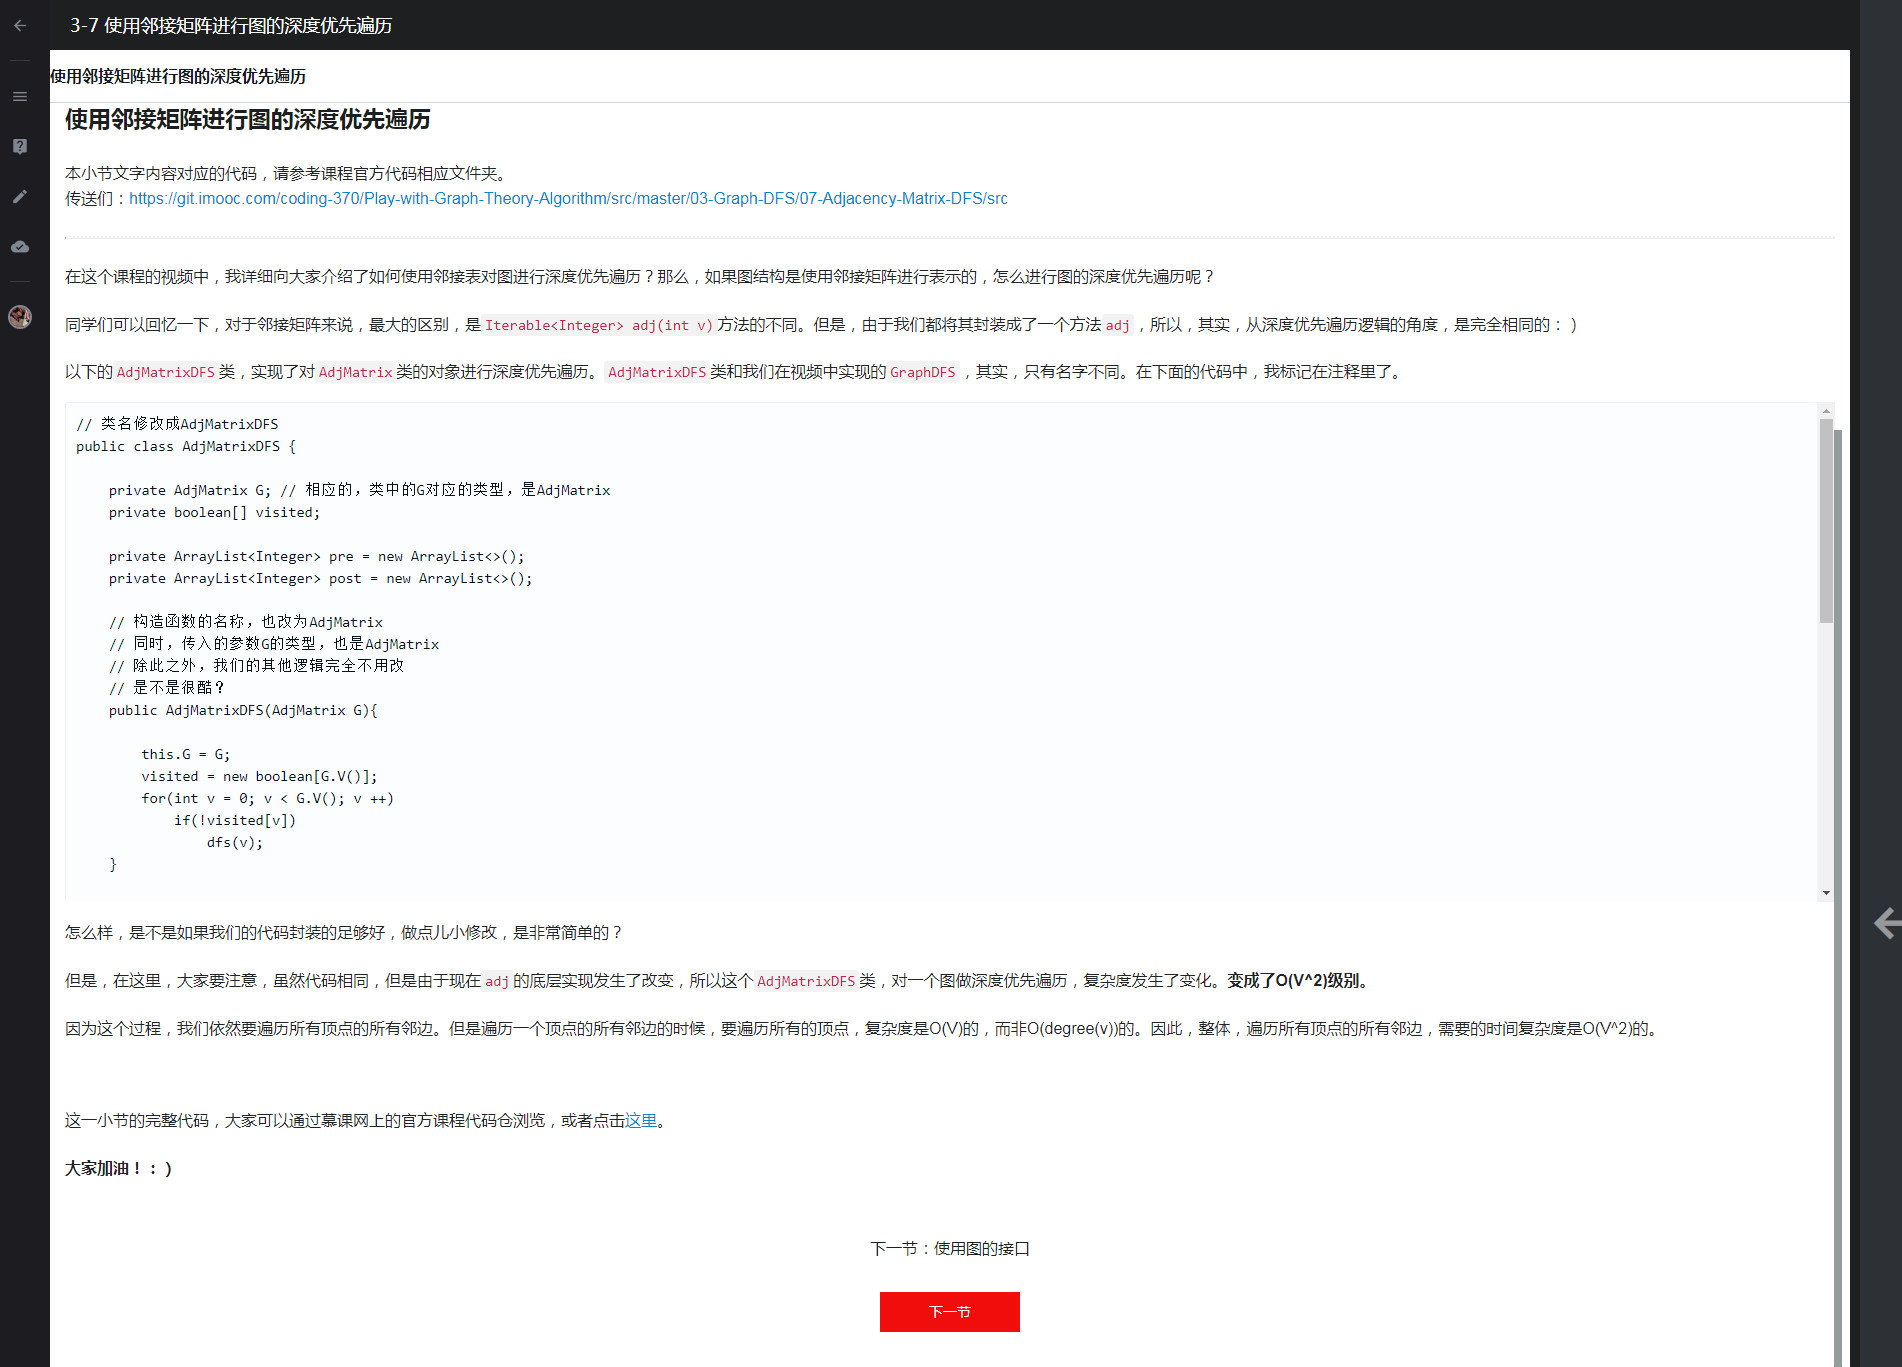 3-7 使用邻接矩阵进行图的深度优先遍历
使用邻接矩阵进行图的深度优先遍历
使用邻接矩阵进行图的深度优先遍历
本小节文字内容对应的代码，请参考课程官方代码相应文件夹。
传送们：https://git.imooc.com/coding-370/Play-with-Graph-Theory-Algorithm/src/master/03-Graph-DFS/07-Adjacency-Matrix-DFS/src
在这个课程的视频中，我详细向大家介绍了如何使用邻接表对图进行深度优先遍历？那么，如果图结构是使用邻接矩阵进行表示的，怎么进行图的深度优先遍历呢？
同学们可以回忆一下，对于邻接矩阵来说，最大的区别，是 Iterable<Integer> adj(int v) 方法的不同。但是，由于我们都将其封装成了一个方法 adj ，所以，其实，从深度优先遍历逻辑的角度，是完全相同的：）
以下的 AdjMatrixDFS 类，实现了对 AdjMatrix 类的对象进行深度优先遍历。 AdjMatrixDFS 类和我们在视频中实现的 GraphDFS ，其实，只有名字不同。在下面的代码中，我标记在注释里了。
// 类名修改成AdjMatrixDFS
public class AdjMatrixDFS {
private AdjMatrix G; // 相应的，类中的G对应的类型，是AdjMatrix
private boolean[] visited;
private ArrayList<Integer> pre = new ArrayList<>();
private ArrayList<Integer> post = new ArrayList<>();
// 构造函数的名称，也改为AdjMatrix
// 同时，传入的参数G的类型，也是AdjMatrix
// 除此之外，我们的其他逻辑完全不用改
// 是不是很酷？
public AdjMatrixDFS(AdjMatrix G){
this.G = G;
visited = new boolean[G.V()];
for(int v = 0; v < G.V(); v ++)
if(!visited[v])
dfs(v);
}
怎么样，是不是如果我们的代码封装的足够好，做点儿小修改，是非常简单的？
但是，在这里，大家要注意，虽然代码相同，但是由于现在 adj 的底层实现发生了改变，所以这个 AdjMatrixDFS 类，对一个图做深度优先遍历，复杂度发生了变化。变成了O(V^2)级别。
因为这个过程，我们依然要遍历所有顶点的所有邻边。但是遍历一个顶点的所有邻边的时候，要遍历所有的顶点，复杂度是O(V)的，而非O(degree(v))的。因此，整体，遍历所有顶点的所有邻边，需要的时间复杂度是O(V^2)的。
这一小节的完整代码，大家可以通过慕课网上的官方课程代码仓浏览，或者点击这里。
大家加油！：）
下一节：使用图的接口
下一节